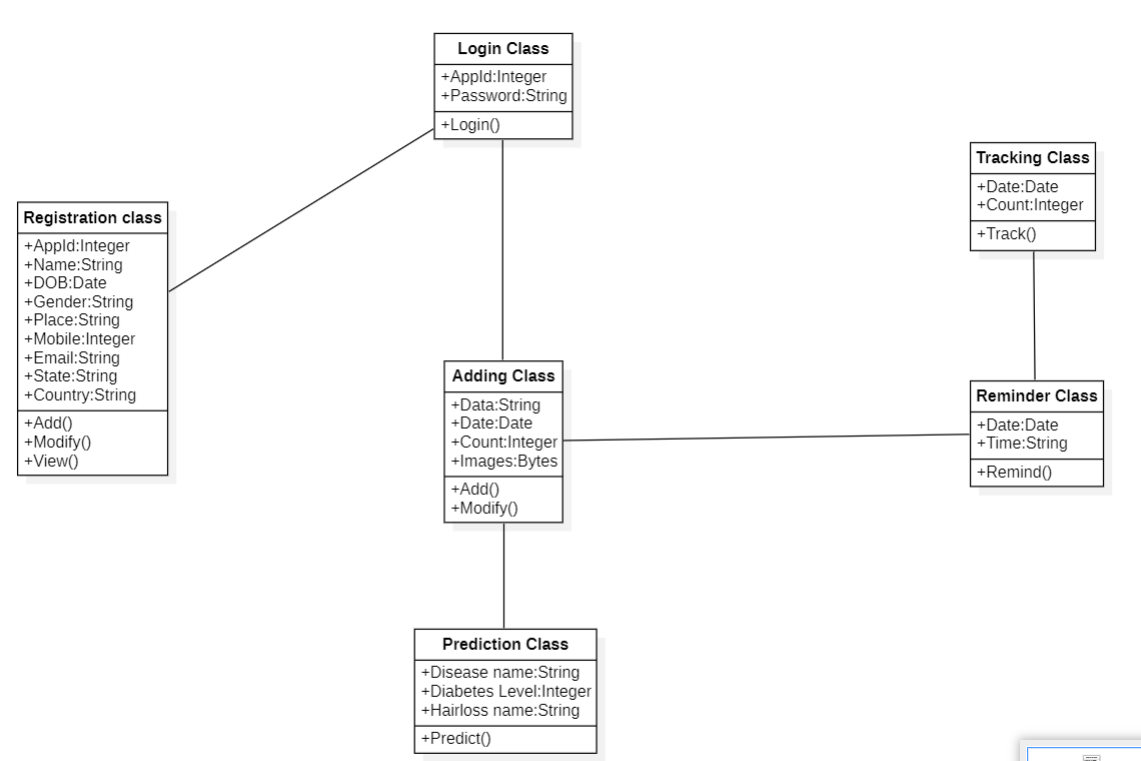 Login Class
+AppId:Integer
+Password:String
+Login()
Tracking Class
+Date:Date
+Count:Integer
+Track()
Registration class
+AppId:Integer
+Name:String
+DOB:Date
+Gender:String
+Place:String
+Mobile:Integer
+Email:String
+State:String
+Country:String
+Add()
+Modify()
+View()
Adding Class
+Data:String
+Date:Date
+Count:Integer
+Images:Bytes
+Add()
+Modify()
Reminder Class
+Date:Date
+Time:String
+Remind()
Prediction Class
+Disease name:String
+Diabetes Level:Integer
+Hairloss name:String
+Predict()